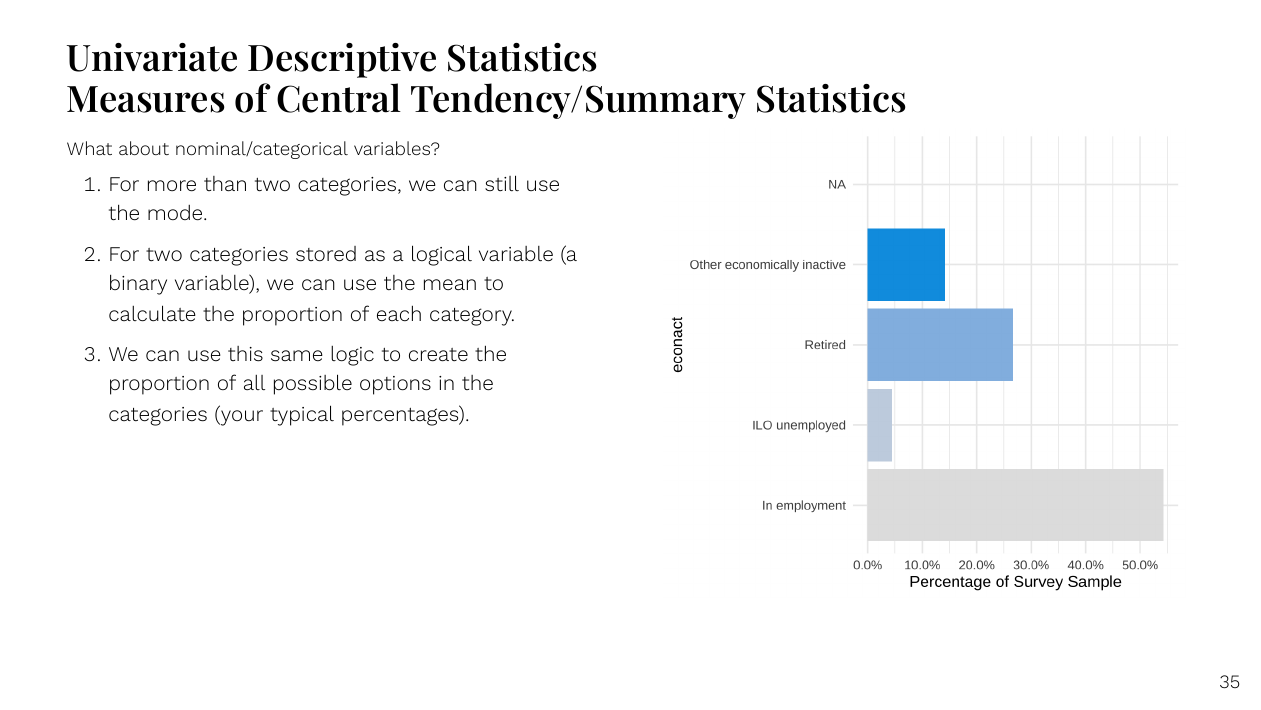 Univariate Descriptive Statistics
Measures of Central Tendency/Summary Statistics
What about nominal/categorical variables?
1. For more than two categories, we can still use
the mode.
2. For two categories stored as a logical variable (a
binary variable), we can use the mean to
calculate the proportion of each category.
3. We can use this same logic to create the
proportion of all possible options in the
categories (your typical percentages).
econact
NA
Other economically inactive
Retired
ILO unemployed
In employment
0.0% 10.0% 20.0% 30.0% 40.0% 50.0%
Percentage of Survey Sample
35